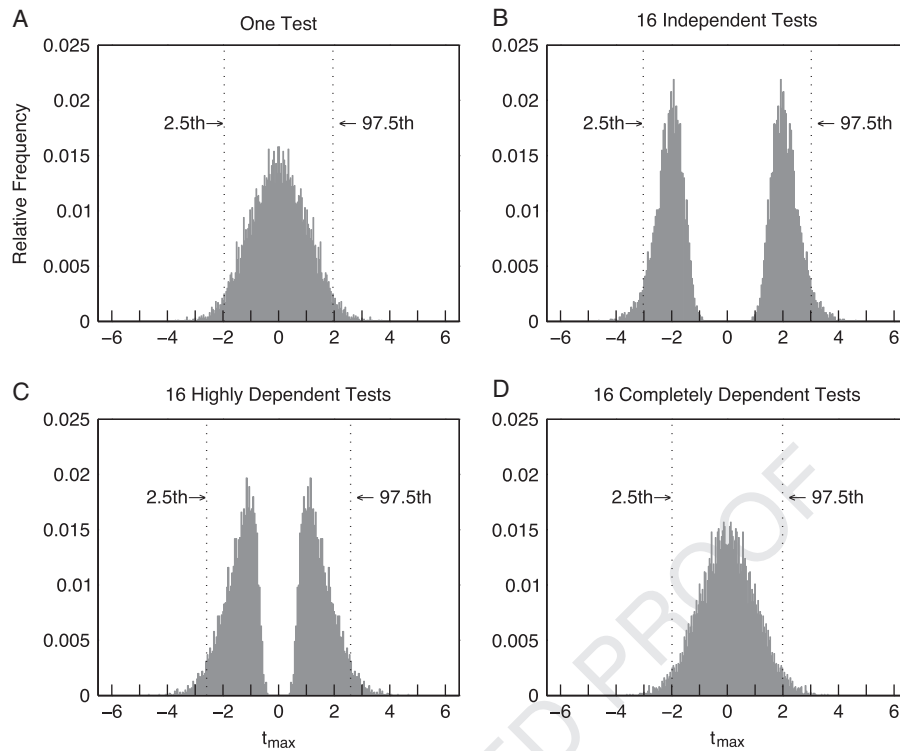 A
One Test
0.025
0.02
0.015
0.01
0.005
0
Relative Frequency
2.5th
97.5th
−6 −4 −2 0 2 4 6
B
16 Independent Tests
0.025
0.02
0.015
0.01
0.005
0
2.5th
97.5th
−6 −4 −2 0 2 4 6
C
16 Highly Dependent Tests
0.025
0.02
0.015
0.01
0.005
0
2.5th
97.5th
−6 −4 −2 0 2 4 6
tmax
D
16 Completely Dependent Tests
0.025
0.02
0.015
0.01
0.005
0
2.5th
97.5th
−6 −4 −2 0 2 4 6
tmax
ED PROOF